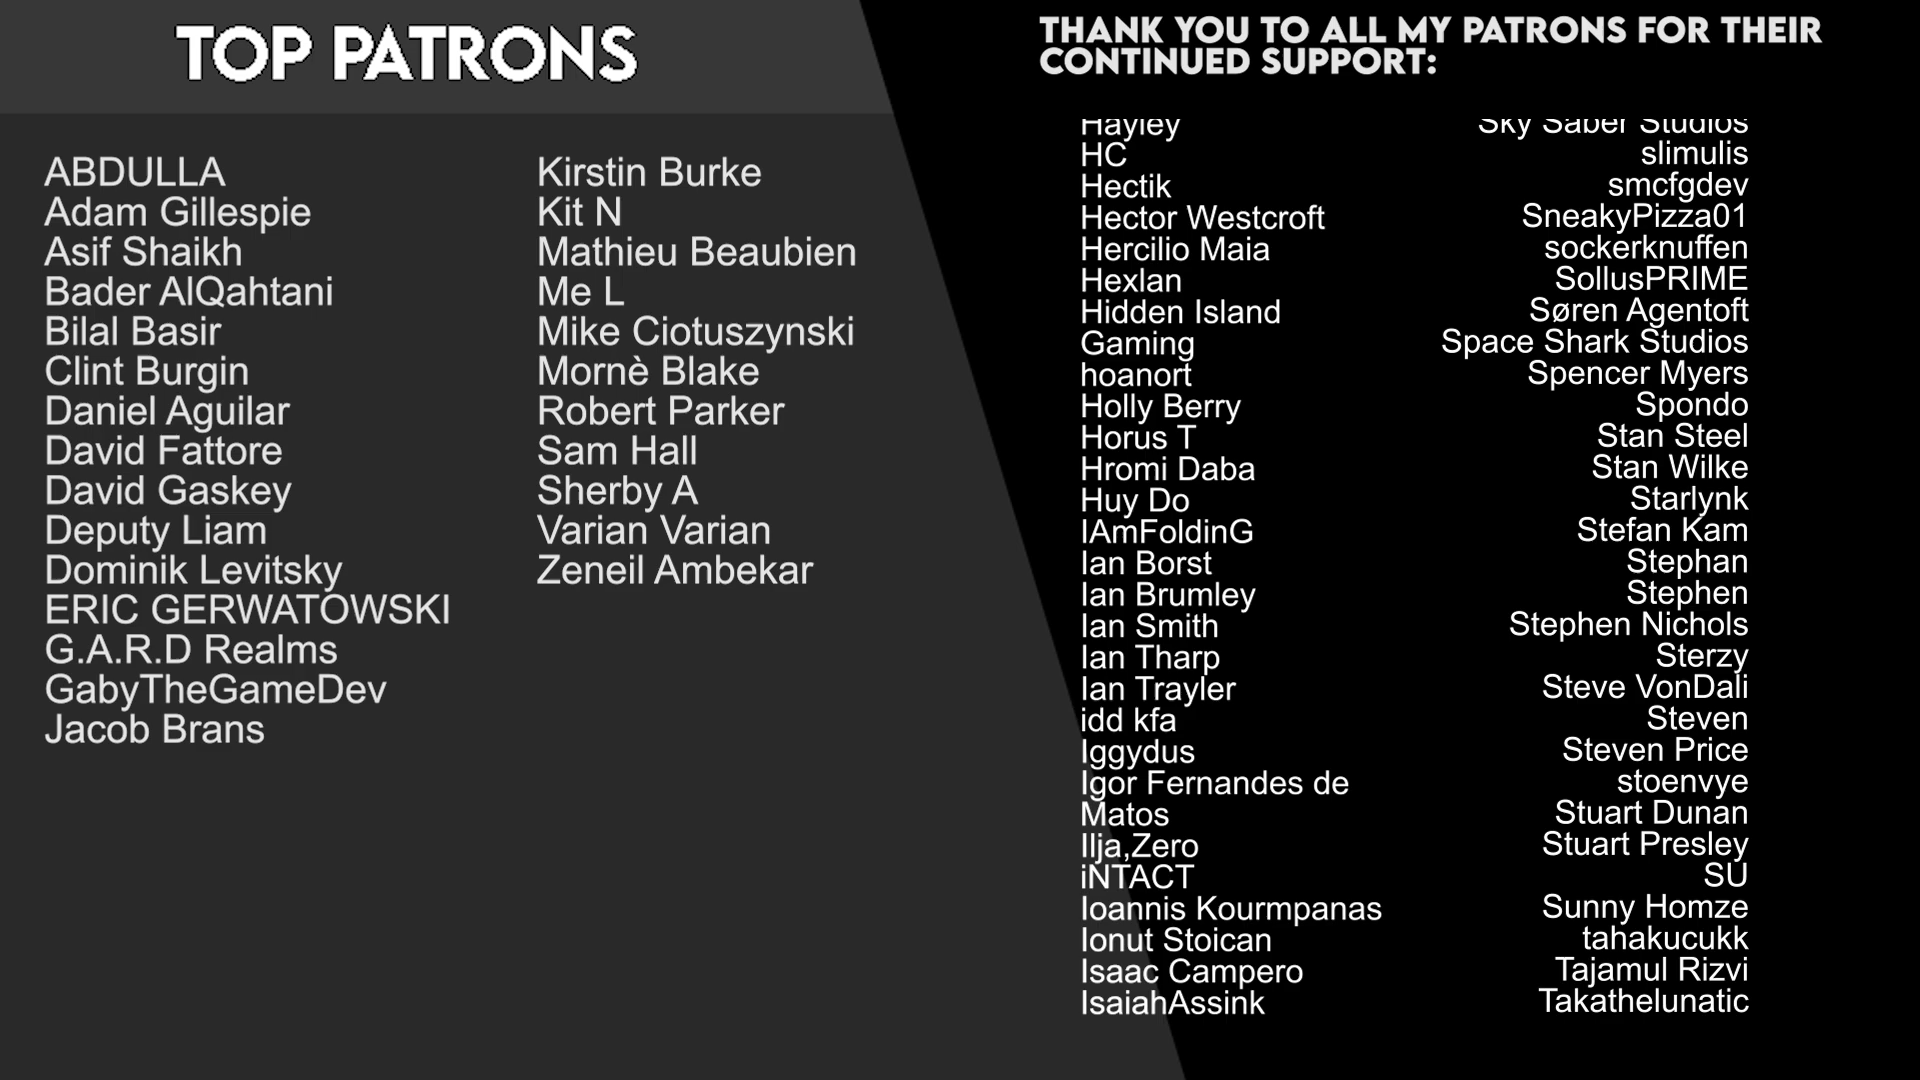 TOP PATRONS
ABDULLA
Adam Gillespie
Asif Shaikh
Bader AlQahtani
Bilal Basir
Clint Burgin
Daniel Aguilar
David Fattore
David Gaskey
Deputy Liam
Dominik Levitsky
ERIC GERWATOWSKI
G.A.R.D Realms
GabyTheGameDev
Jacob Brans
Kirstin Burke
Kit N
Mathieu Beaubien
Me L
Mike Ciotuszynski
Mornè Blake
Robert Parker
Sam Hall
Sherby A
Varian Varian
Zeneil Ambekar
THANK YOU TO ALL MY PATRONS FOR THEIR
CONTINUED SUPPORT:
Hayley
HC
Hectik
Hector Westcroft
Hercilio Maia
Hexlan
Hidden Island
Gaming
hoanort
Holly Berry
Horus T
Hromi Daba
Huy Do
IAmFoldinG
Ian Borst
Ian Brumley
Ian Smith
Ian Tharp
Ian Trayler
idd kfa
Iggydus
Igor Fernandes de
Matos
Ilja,Zero
iNTACT
Ioannis Kourmpanas
Ionut Stoican
Isaac Campero
IsaiahAssink
Sky Saber Studios
slimulis
smcfgdev
SneakyPizza01
sockerknuffen
SollusPRIME
Søren Agentoft
Space Shark Studios
Spencer Myers
Spondo
Stan Steel
Stan Wilke
Starlynk
Stefan Kam
Stephan
Stephen
Stephen Nichols
Sterzy
Steve VonDali
Steven
Steven Price
stoenvye
Stuart Dunan
Stuart Presley
SU
Sunny Homze
tahakucukk
Tajamul Rizvi
Takathelunatic